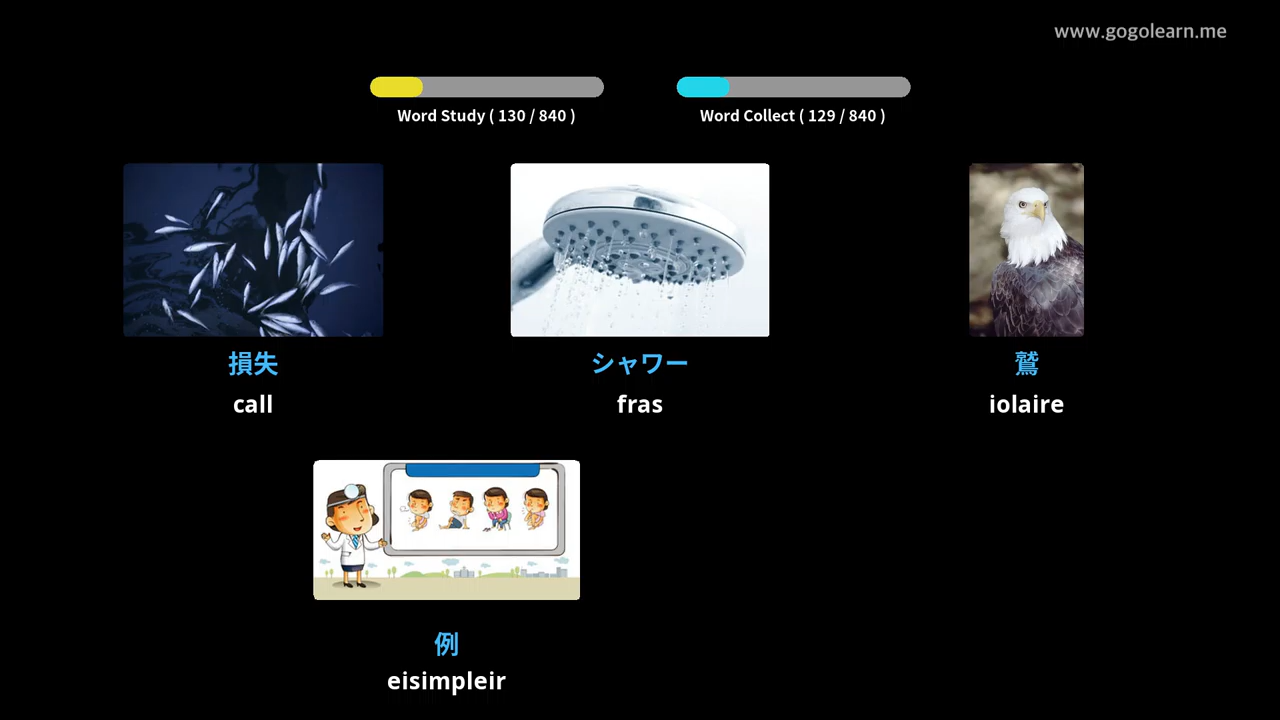 www.gogolearn.me
Word Study ( 130 / 840 )
Word Collect ( 129 / 840 )
損失
call
シャワー
fras
鷲
iolaire
例
eisimpleir